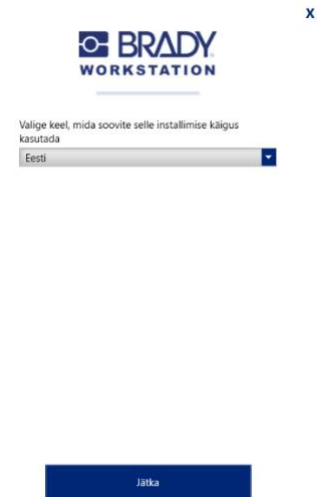 X
BRADY
WORKSTATION
Valige keel, mida soovite selle installimise käigus
kasutada
Eesti
Jätka